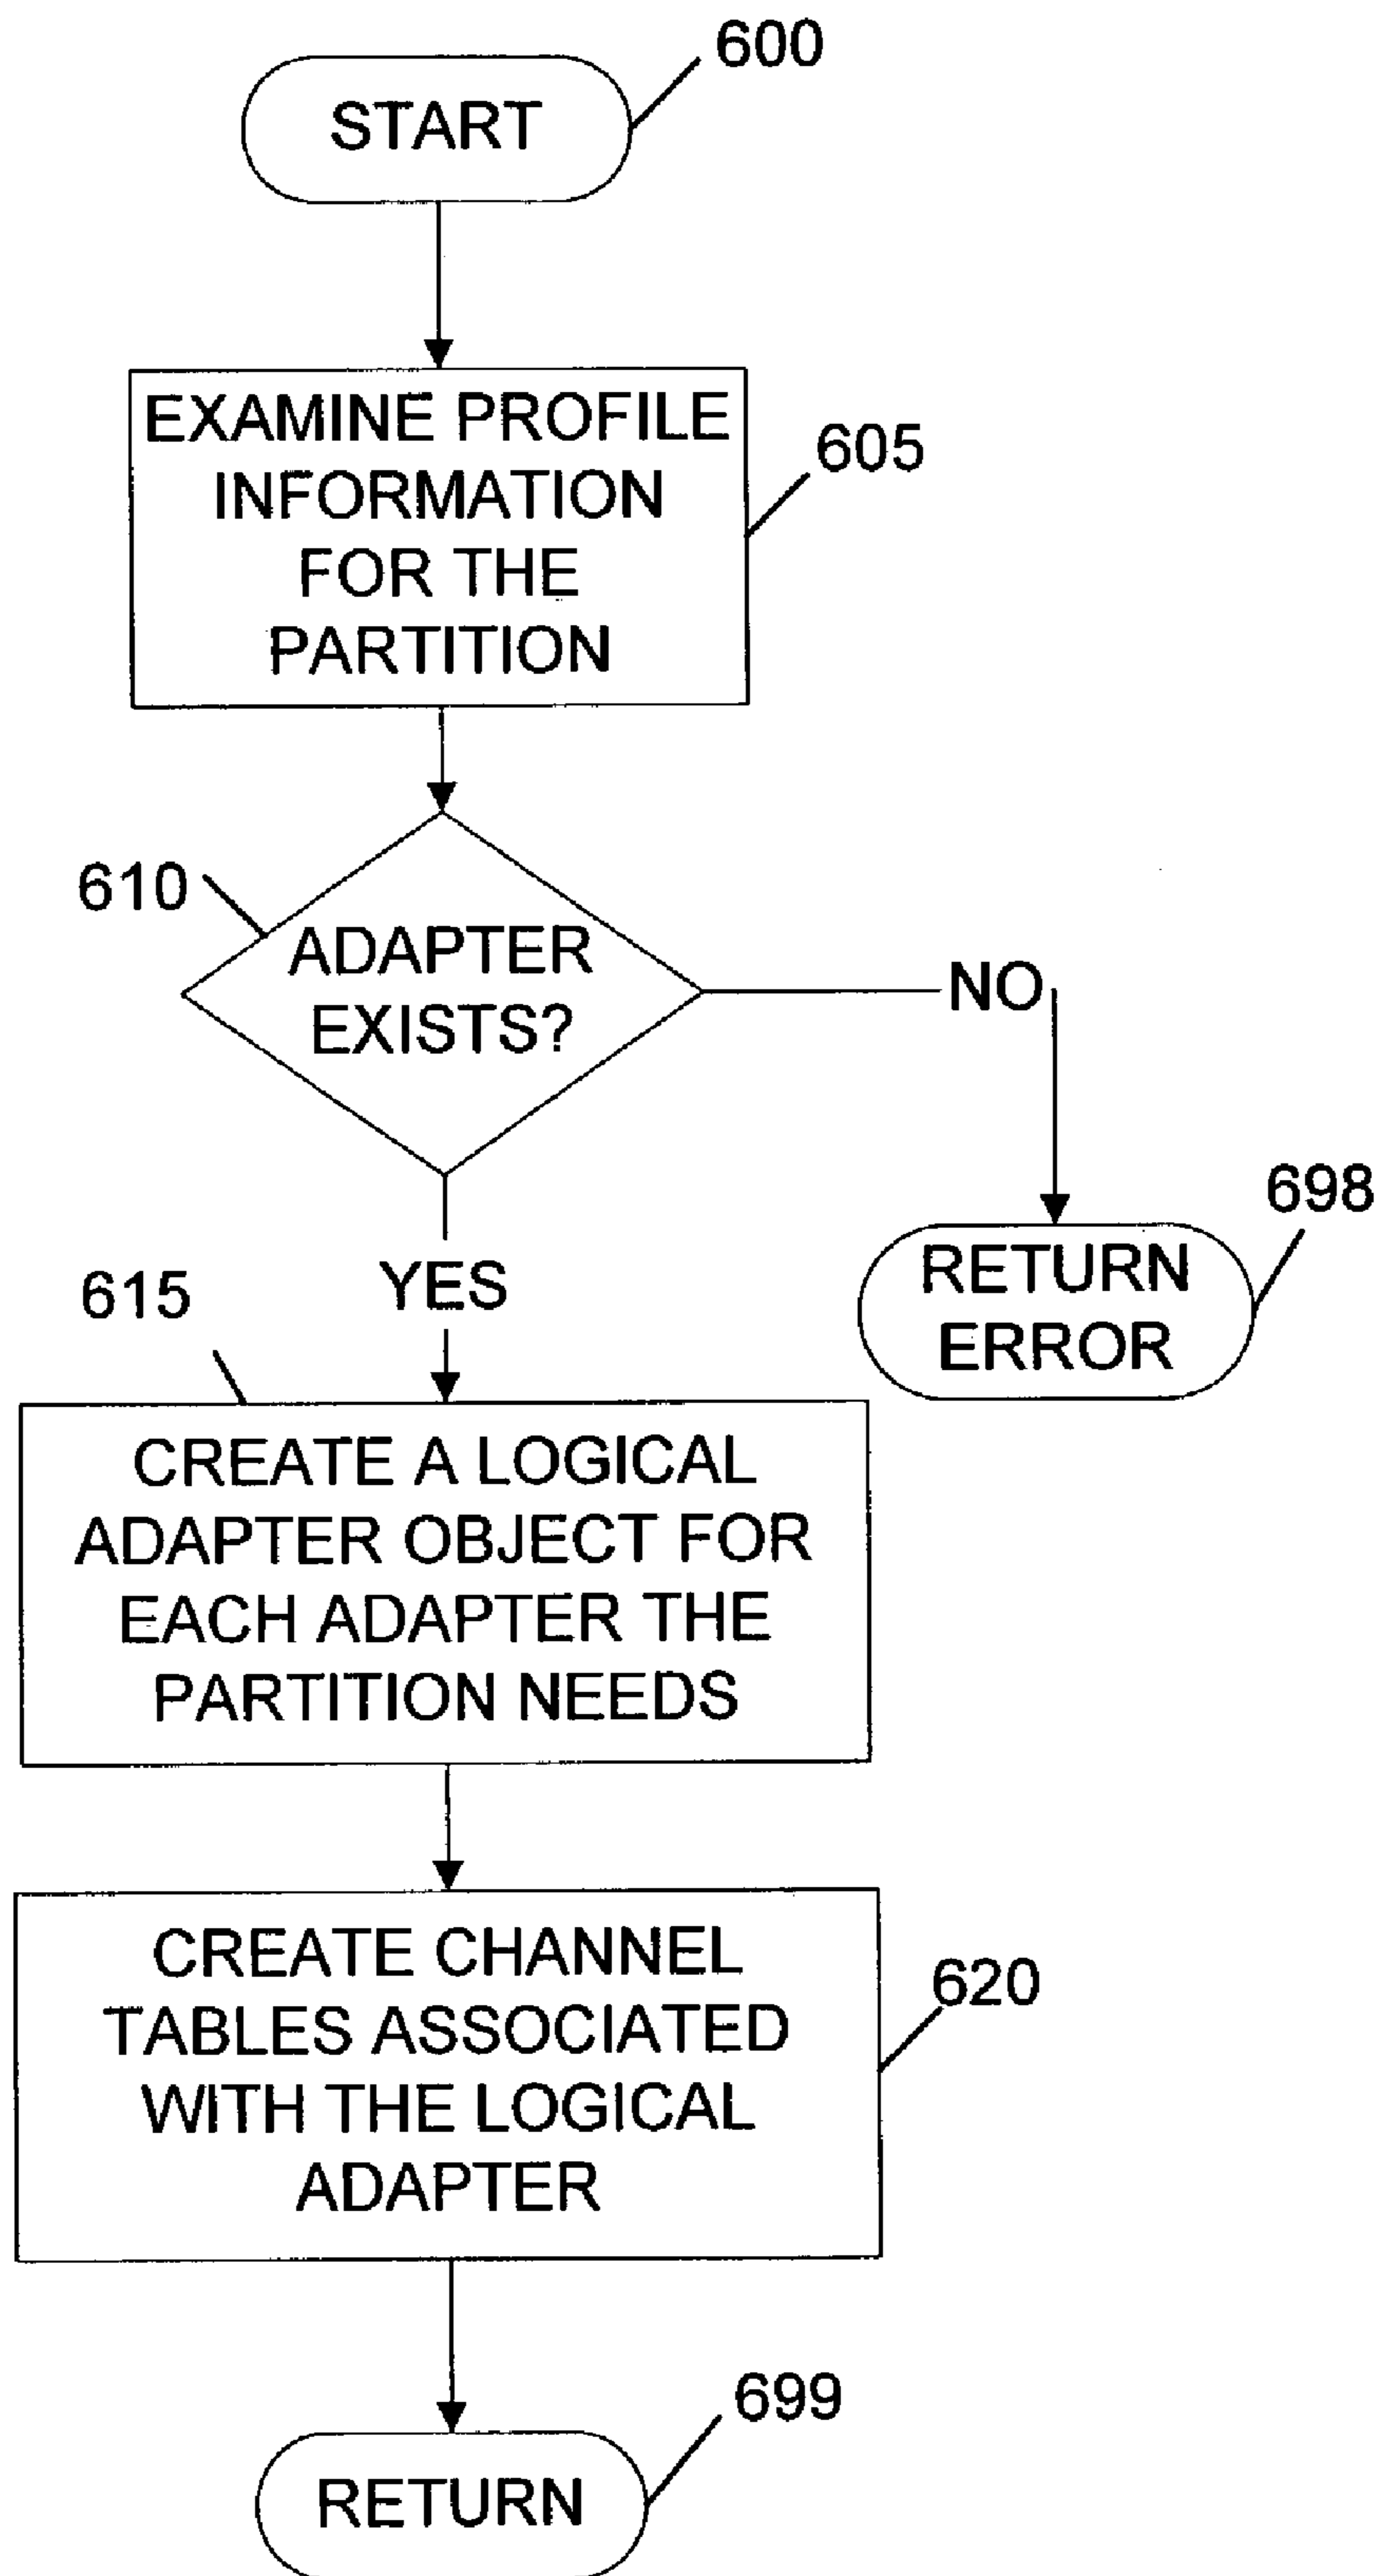 600
START
EXAMINE PROFILE
INFORMATION
FOR THE
PARTITION
605
610
ADAPTER
EXISTS?
NO
698
RETURN
ERROR
YES
615
CREATE A LOGICAL
ADAPTER OBJECT FOR
EACH ADAPTER THE
PARTITION NEEDS
CREATE CHANNEL
TABLES ASSOCIATED
WITH THE LOGICAL
ADAPTER
620
699
RETURN